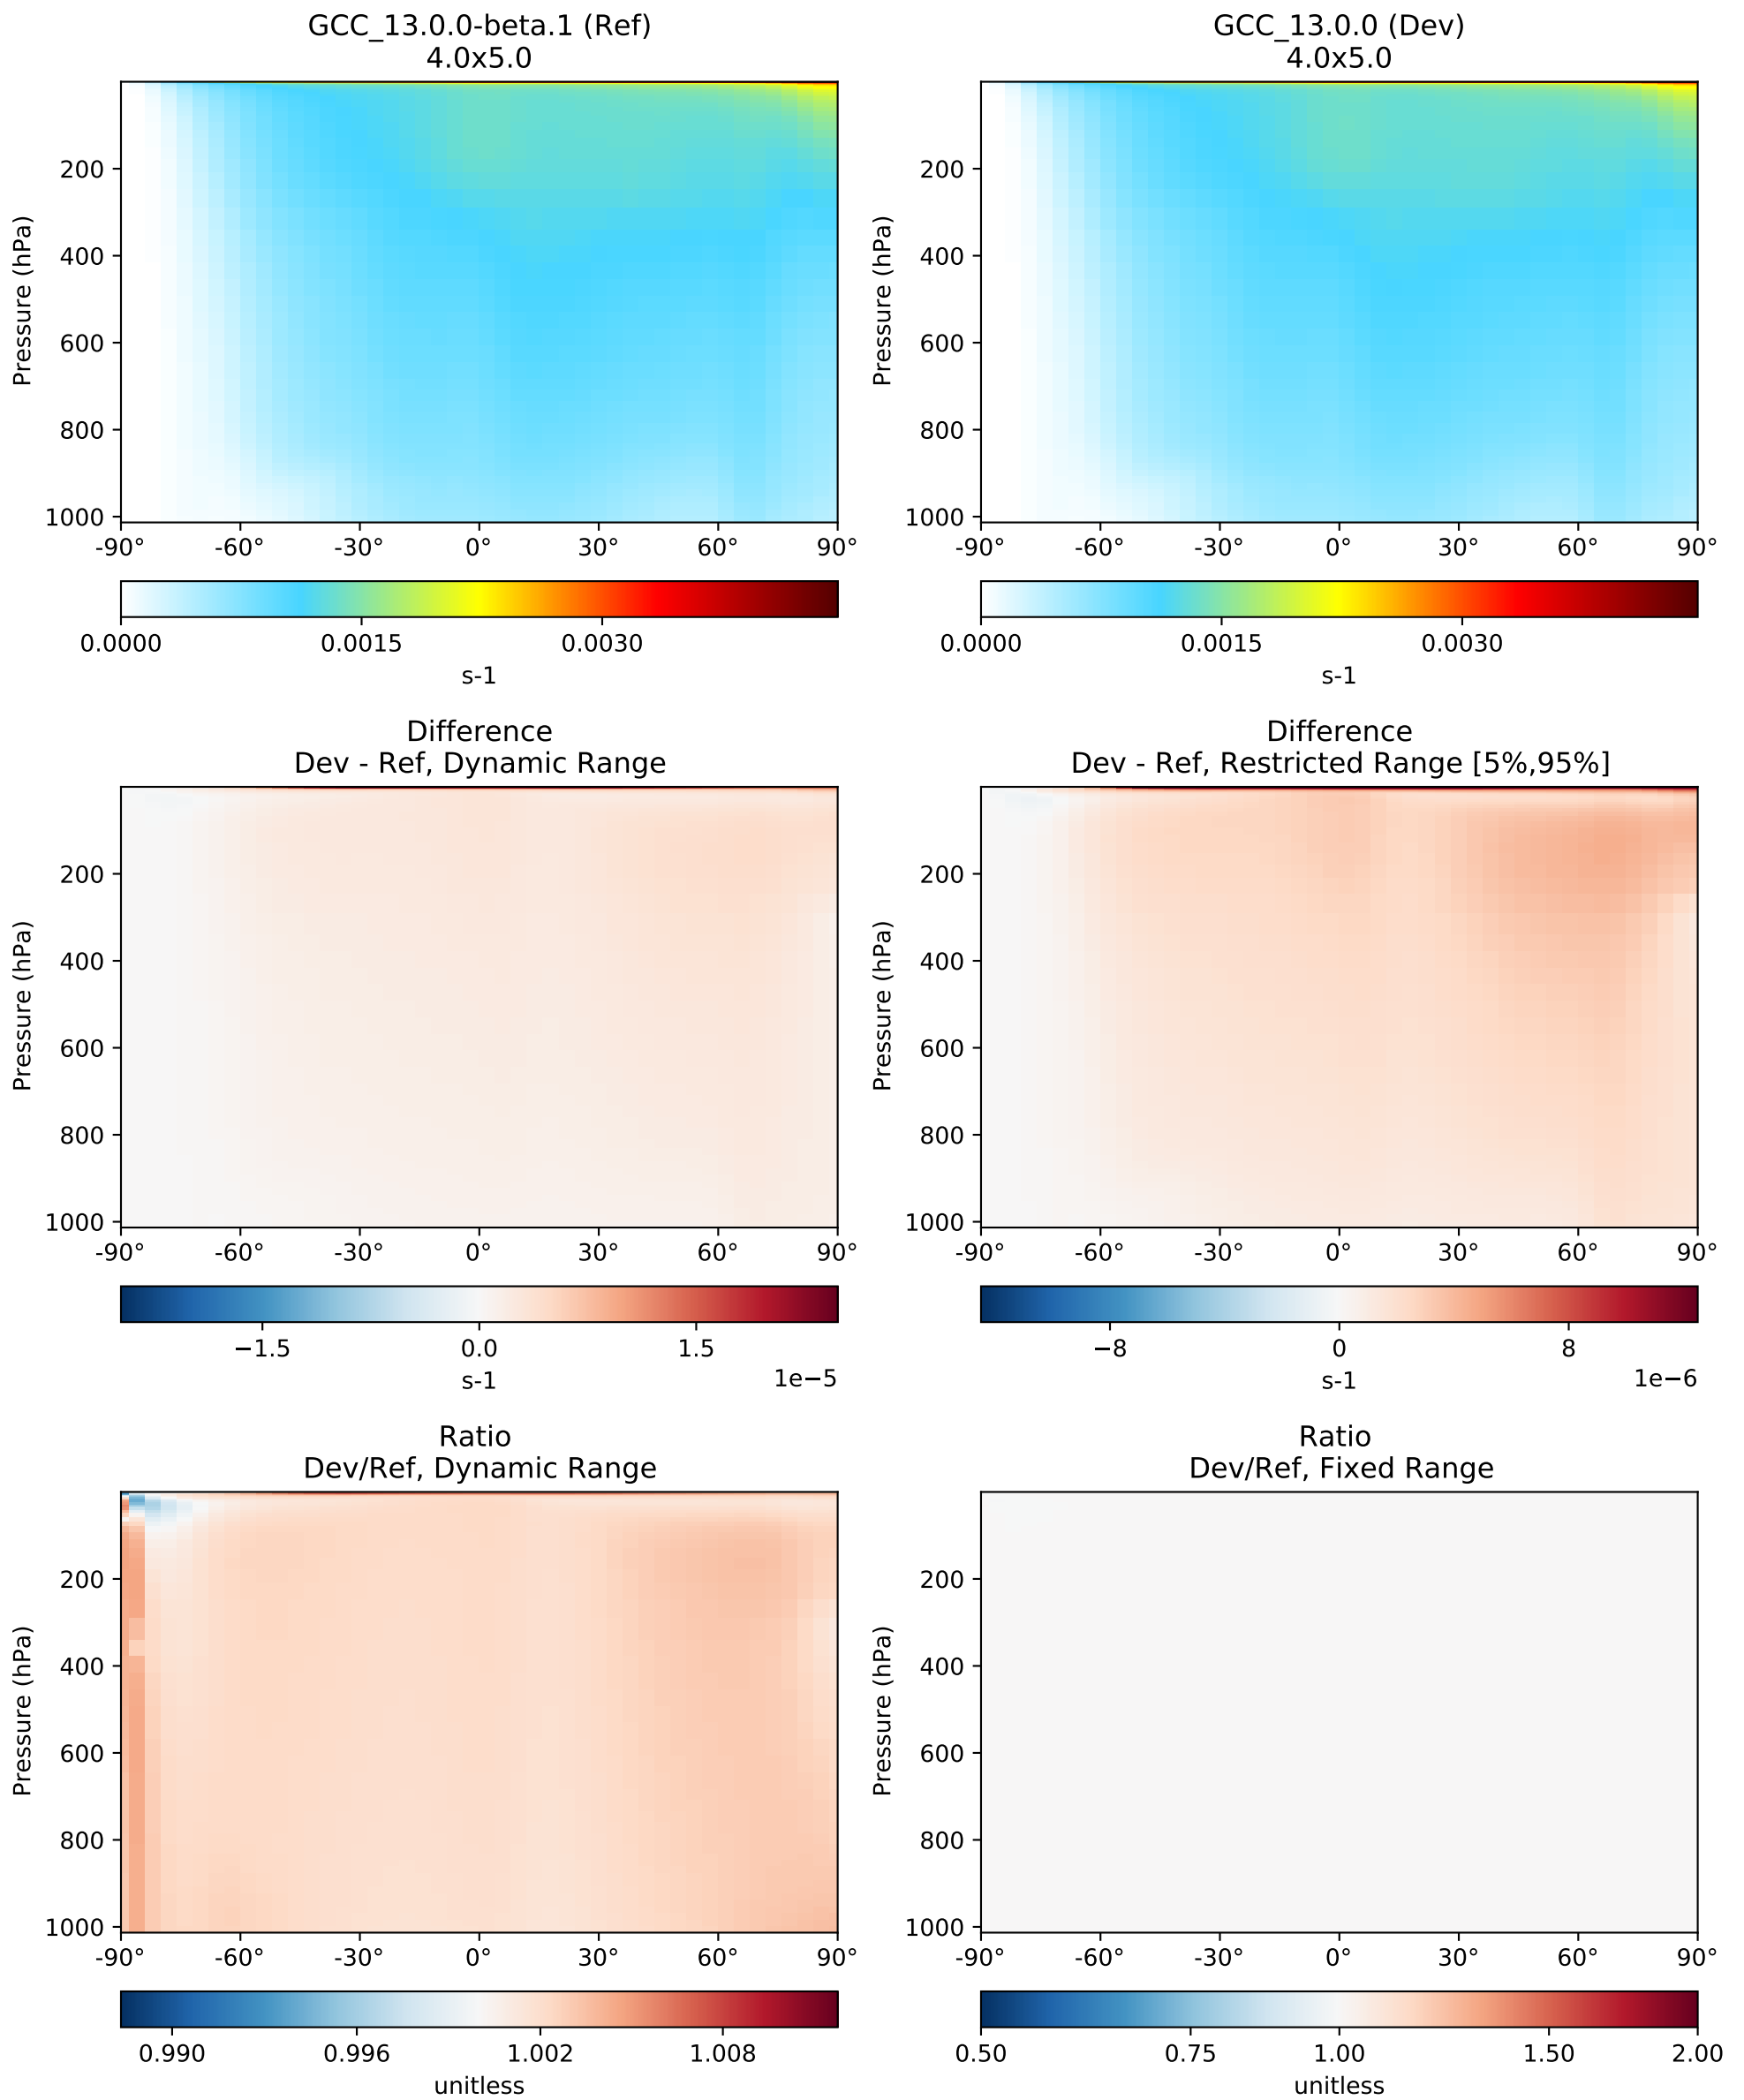 GCC_13.0.0-beta.1 (Ref)
4.0x5.0
Pressure (hPa)
200
400
600
800
1000
-90° -60° -30° 0° 30° 60° 90°
0.0000 0.0015 0.0030
s-1
GCC_13.0.0 (Dev)
4.0x5.0
Pressure (hPa)
200
400
600
800
1000
-90° -60° -30° 0° 30° 60° 90°
0.0000 0.0015 0.0030
s-1
Difference
Dev - Ref, Dynamic Range
Pressure (hPa)
200
400
600
800
1000
-90° -60° -30° 0° 30° 60° 90°
−1.5 0.0 1.5
s-1 1e−5
Difference
Dev - Ref, Restricted Range [5%,95%]
Pressure (hPa)
200
400
600
800
1000
-90° -60° -30° 0° 30° 60° 90°
−8 0 8
s-1 1e−6
Ratio
Dev/Ref, Dynamic Range
Pressure (hPa)
200
400
600
800
1000
-90° -60° -30° 0° 30° 60° 90°
0.990 0.996 1.002 1.008
unitless
Ratio
Dev/Ref, Fixed Range
Pressure (hPa)
200
400
600
800
1000
-90° -60° -30° 0° 30° 60° 90°
0.50 0.75 1.00 1.50 2.00
unitless